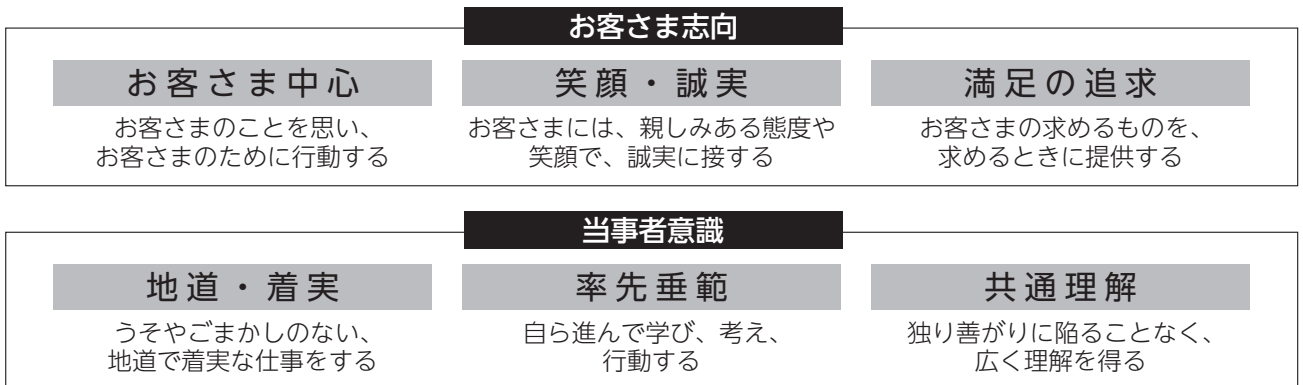 お客さま志向
お客さま中心
お客さまのことを思い、
お客さまのために行動する
笑顔・誠実
お客さまには、親しみある態度や
笑顔で、誠実に接する
満足の追求
お客さまの求めるものを、
求めるときに提供する
当事者意識
地道・着実
うそやごまかしのない、
地道で着実な仕事をする
率先垂範
自ら進んで学び、考え、
行動する
共通理解
独り善がりに陥ることなく、
広く理解を得る